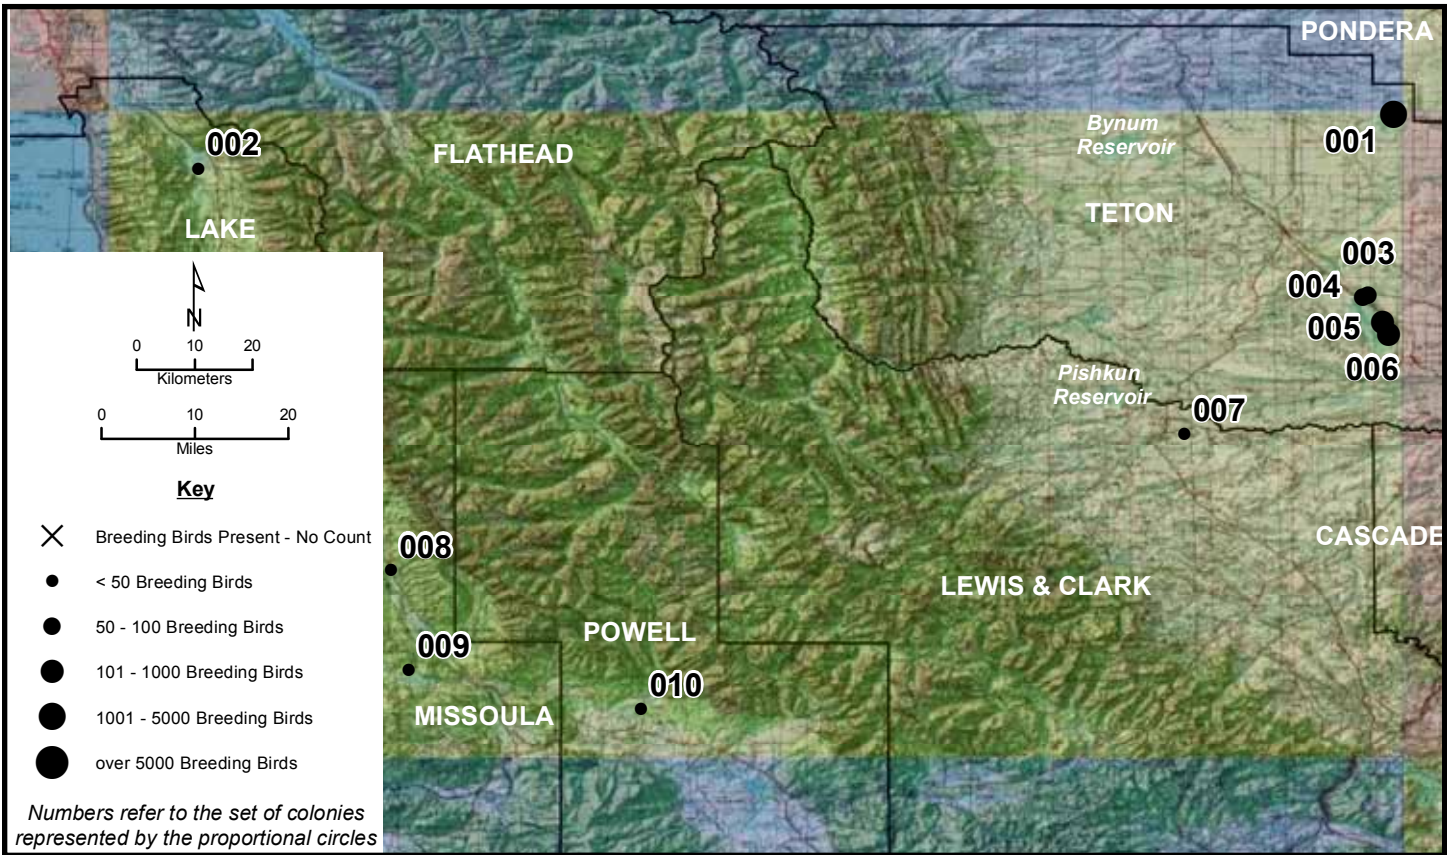 PONDERA
001
Bynum
Reservoir
002
FLATHEAD
TETON
LAKE
003
004
005
006
N
0 10 20
Kilometers
0 10 20
Miles
Pishkun
Reservoir
007
Key
Breeding Birds Present - No Count
< 50 Breeding Birds
50 - 100 Breeding Birds
101 - 1000 Breeding Birds
1001 - 5000 Breeding Birds
over 5000 Breeding Birds
Numbers refer to the set of colonies
represented by the proportional circles
CASCADE
008
LEWIS & CLARK
POWELL
009
010
MISSOULA